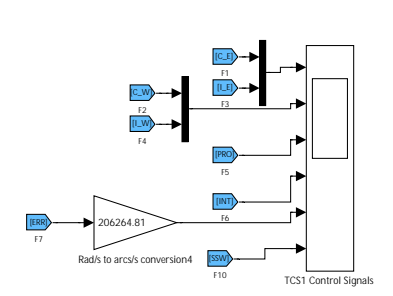 [C_E]
F1
[C_W]
[I_E]
F2
F3
[I_W]
F4
[PRO]
F5
[INT]
F6
[ERR]
206264.81
F7
Rad/s to arcs/s conversion4
[SSW]
F10
TCS1 Control Signals